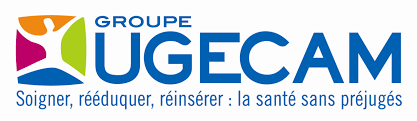 GROUPE
UGECAM
Soigner, rééduquer, réinsérer : la santé sans préjugés